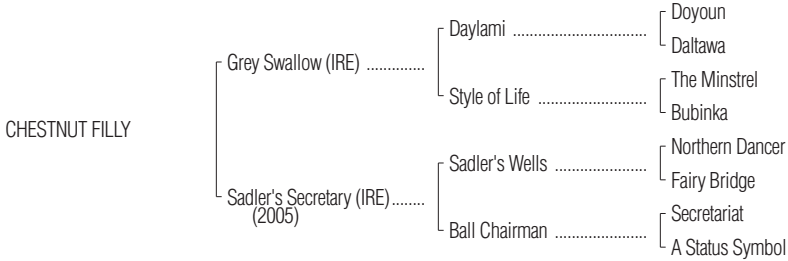 Doyoun
Daylami ................................
Daltawa
Grey Swallow (IRE) ..............
The Minstrel
Style of Life ..........................
Bubinka
CHESTNUT FILLY
Northern Dancer
Sadler's Wells ......................
Fairy Bridge
Sadler's Secretary (IRE)........
(2005)
Secretariat
Ball Chairman ......................
A Status Symbol